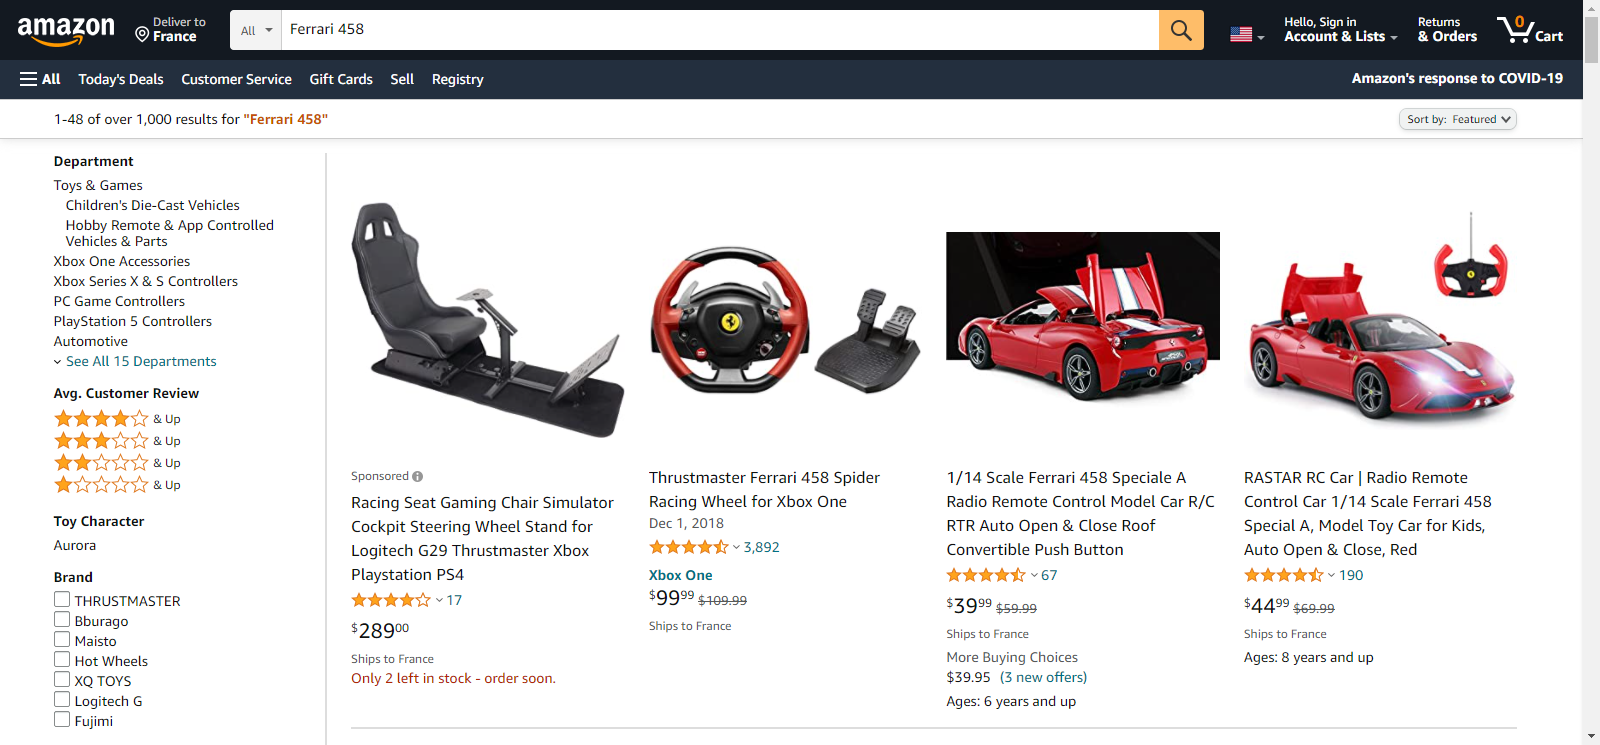 amazon
Deliver to
France
All
Ferrari 458
Hello, Sign in
Account & Lists
Returns
& Orders
0
Cart
All
Today's Deals
Customer Service
Gift Cards
Sell
Registry
Amazon's response to COVID-19
1-48 of over 1,000 results for "Ferrari 458"
Sort by: Featured
Department
Toys & Games
Children's Die-Cast Vehicles
Hobby Remote & App Controlled
Vehicles & Parts
Xbox One Accessories
Xbox Series X & S Controllers
PC Game Controllers
PlayStation 5 Controllers
Automotive
See All 15 Departments
Avg. Customer Review
& Up
& Up
& Up
& Up
Toy Character
Aurora
Brand
THRUSTMASTER
Bburago
Maisto
Hot Wheels
XQ TOYS
Logitech G
Fujimi
Sponsored
Racing Seat Gaming Chair Simulator
Cockpit Steering Wheel Stand for
Logitech G29 Thrustmaster Xbox
Playstation PS4
17
$28900
Ships to France
Only 2 left in stock - order soon.
Thrustmaster Ferrari 458 Spider
Racing Wheel for Xbox One
Dec 1, 2018
3,892
Xbox One
$9999 $109.99
Ships to France
1/14 Scale Ferrari 458 Speciale A
Radio Remote Control Model Car R/C
RTR Auto Open & Close Roof
Convertible Push Button
67
$3999 $59.99
Ships to France
More Buying Choices
$39.95 (3 new offers)
Ages: 6 years and up
RASTAR RC Car | Radio Remote
Control Car 1/14 Scale Ferrari 458
Special A, Model Toy Car for Kids,
Auto Open & Close, Red
190
$4499 $69.99
Ships to France
Ages: 8 years and up